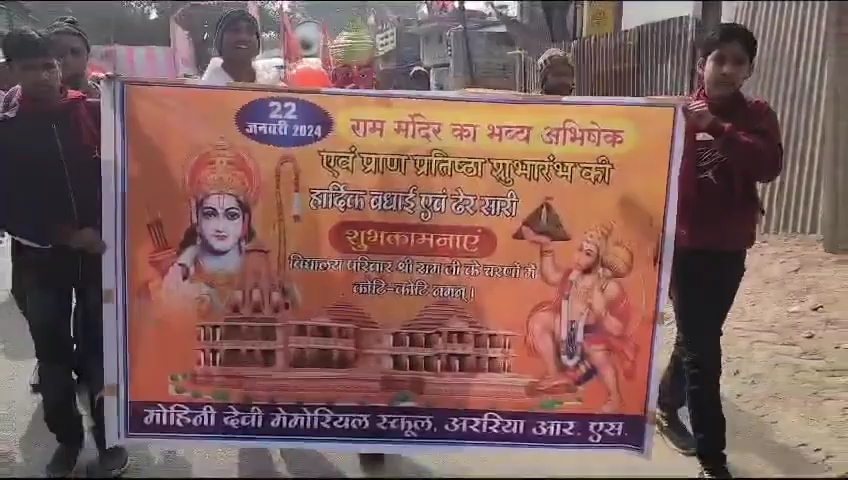 22
जनवरी 2024
राम मंदिर का भव्य अभिषेक
एवं प्राण प्रतिष्ठा शुभारंभ की
हार्दिक बधाई एवं ढेर सारी
शुभकामनाएं
विद्यालय परिवार श्री राम जी के चरणों में
कोटि-कोटि नमन्।
मोहिनी देवी मेमोरियल स्कूल, अररिया आर. एस.